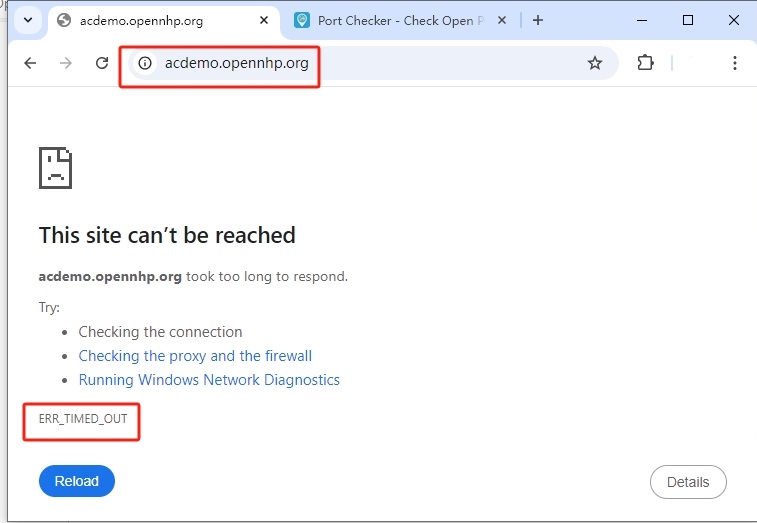 acdemo.opennhp.org
Port Checker - Check Open P
acdemo.opennhp.org
This site can’t be reached
acdemo.opennhp.org took too long to respond.
Try:
Checking the connection
Checking the proxy and the firewall
Running Windows Network Diagnostics
ERR_TIMED_OUT
Reload
Details